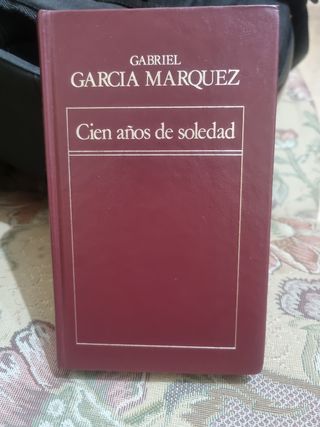 GABRIEL
GARCIA MARQUEZ
Cien años de soledad